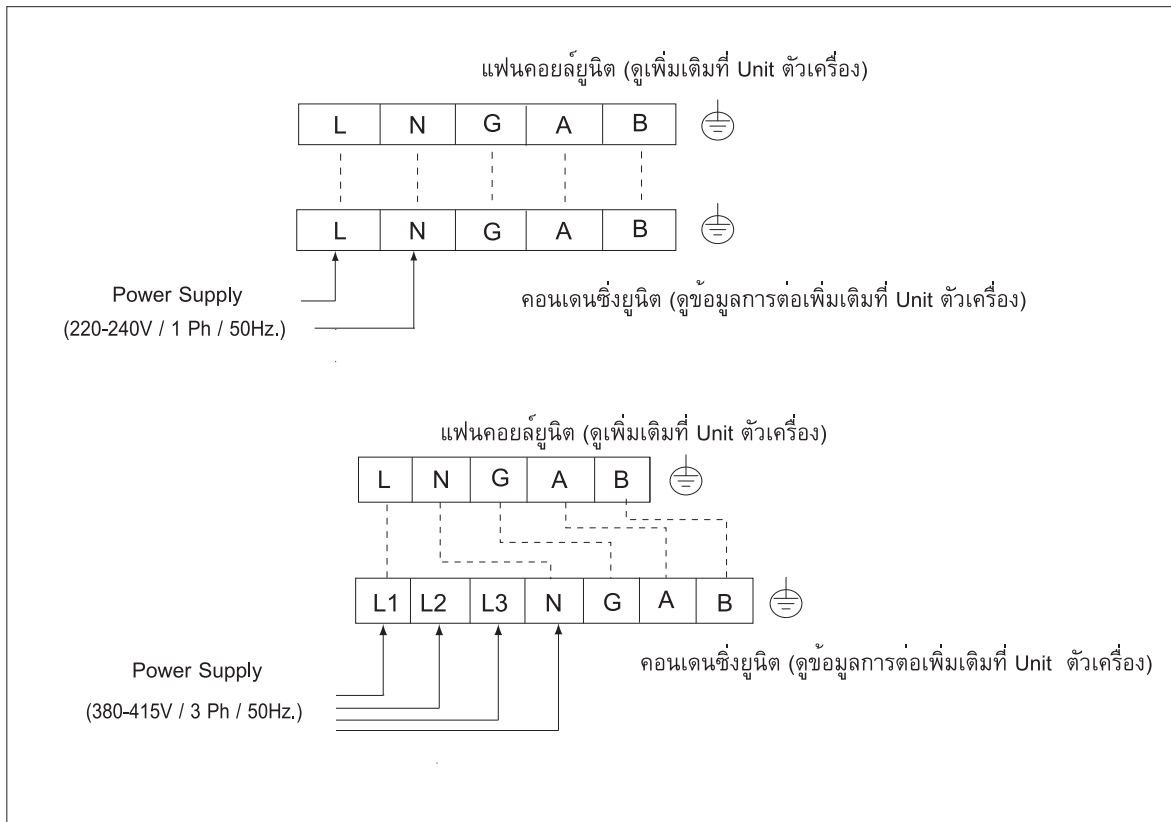 แฟนคอยล์ยูนิต (ดูเพิ่มเติมที่ Unit ตัวเครื่อง)
L N G A B
L N G A B
Power Supply
(220-240V / 1 Ph / 50Hz.)
คอนเดนซิ่งยูนิต (ดูข้อมูลการต่อเพิ่มเติมที่ Unit ตัวเครื่อง)
แฟนคอยล์ยูนิต (ดูเพิ่มเติมที่ Unit ตัวเครื่อง)
L N G A B
L1 L2 L3 N G A B
คอนเดนซิ่งยูนิต (ดูข้อมูลการต่อเพิ่มเติมที่ Unit ตัวเครื่อง)
Power Supply
(380-415V / 3 Ph / 50Hz.)